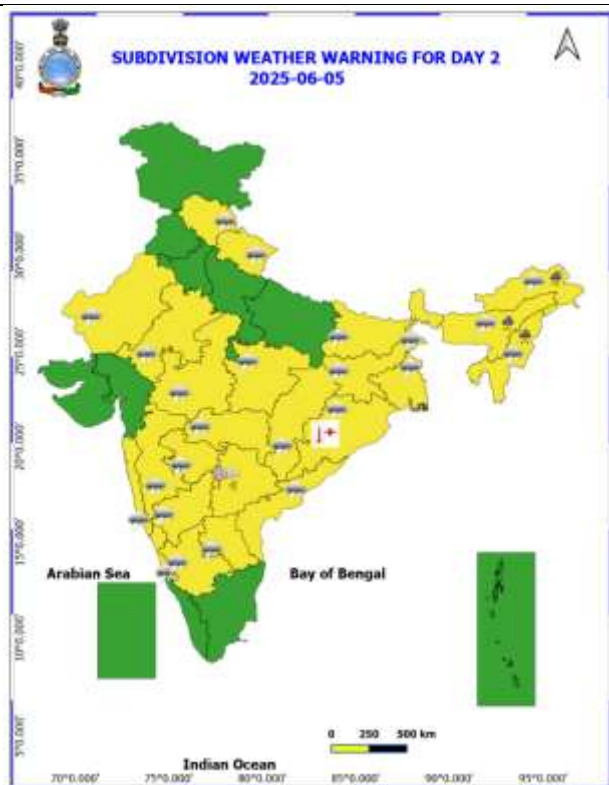 SUBDIVISION WEATHER WARNING FOR DAY 2
2025-06-05
40°0.000'
35°0.000'
30°0.000'
25°0.000'
20°0.000'
15°0.000'
10°0.000'
5°0.000'
Arabian Sea
Bay of Bengal
0 250 500 km
Indian Ocean
70°0.000' 75°0.000' 80°0.000' 85°0.000' 90°0.000' 95°0.000'